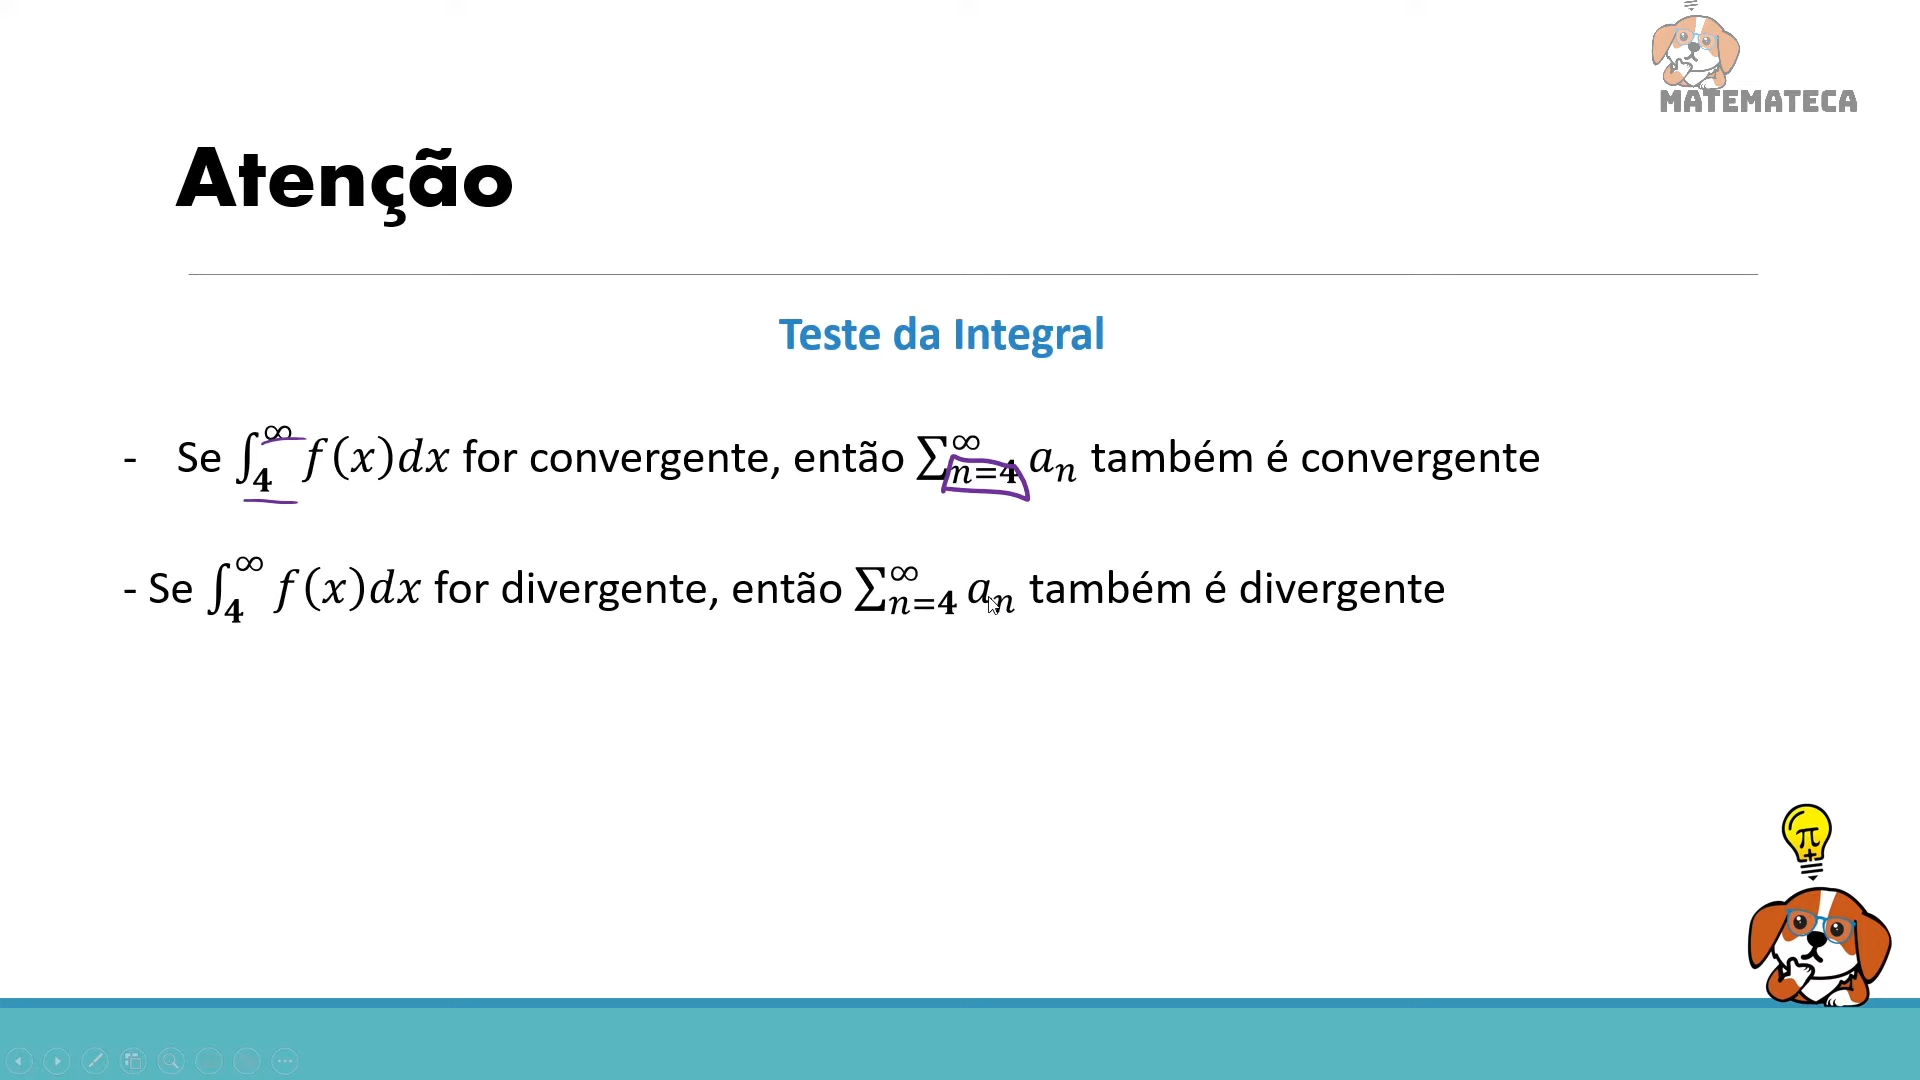 MATEMATECA
Atenção
Teste da Integral
- Se ∫₄^∞ f(x)dx for convergente, então ∑_{n=4}^∞ aₙ também é convergente
- Se ∫₄^∞ f(x)dx for divergente, então ∑_{n=4}^∞ aₙ também é divergente
π
+